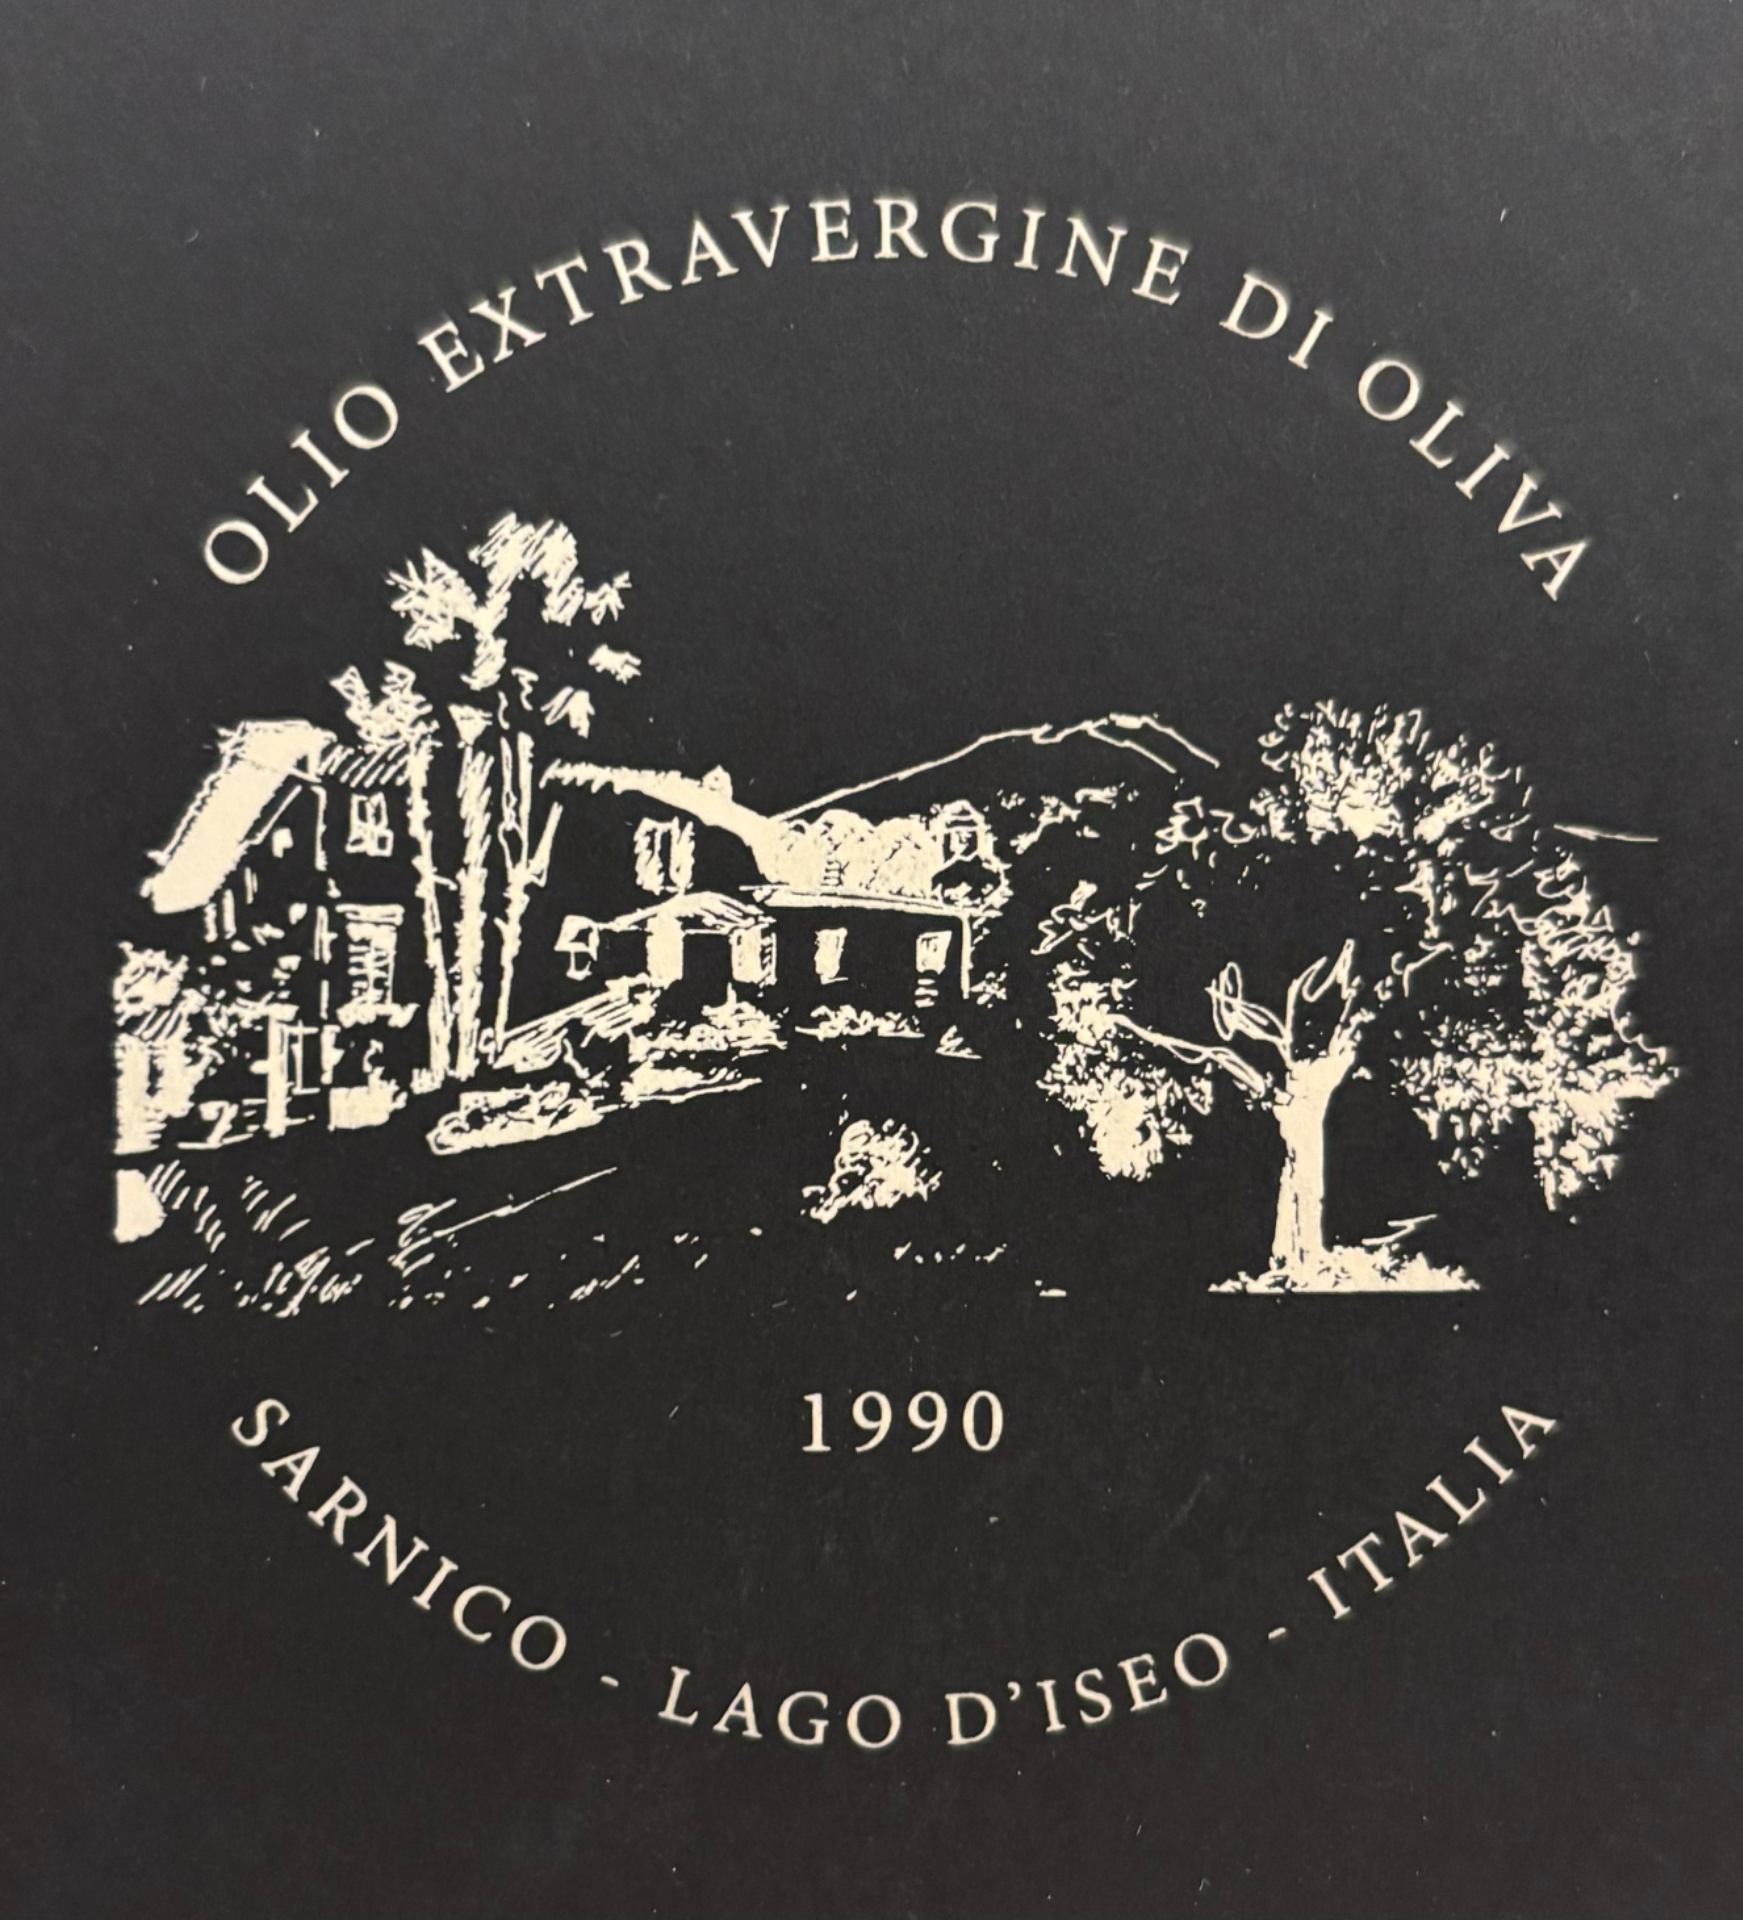 OLIO EXTRAVERGINE DI OLIVA
1990
SARNICO - LAGO D'ISEO - ITALIA